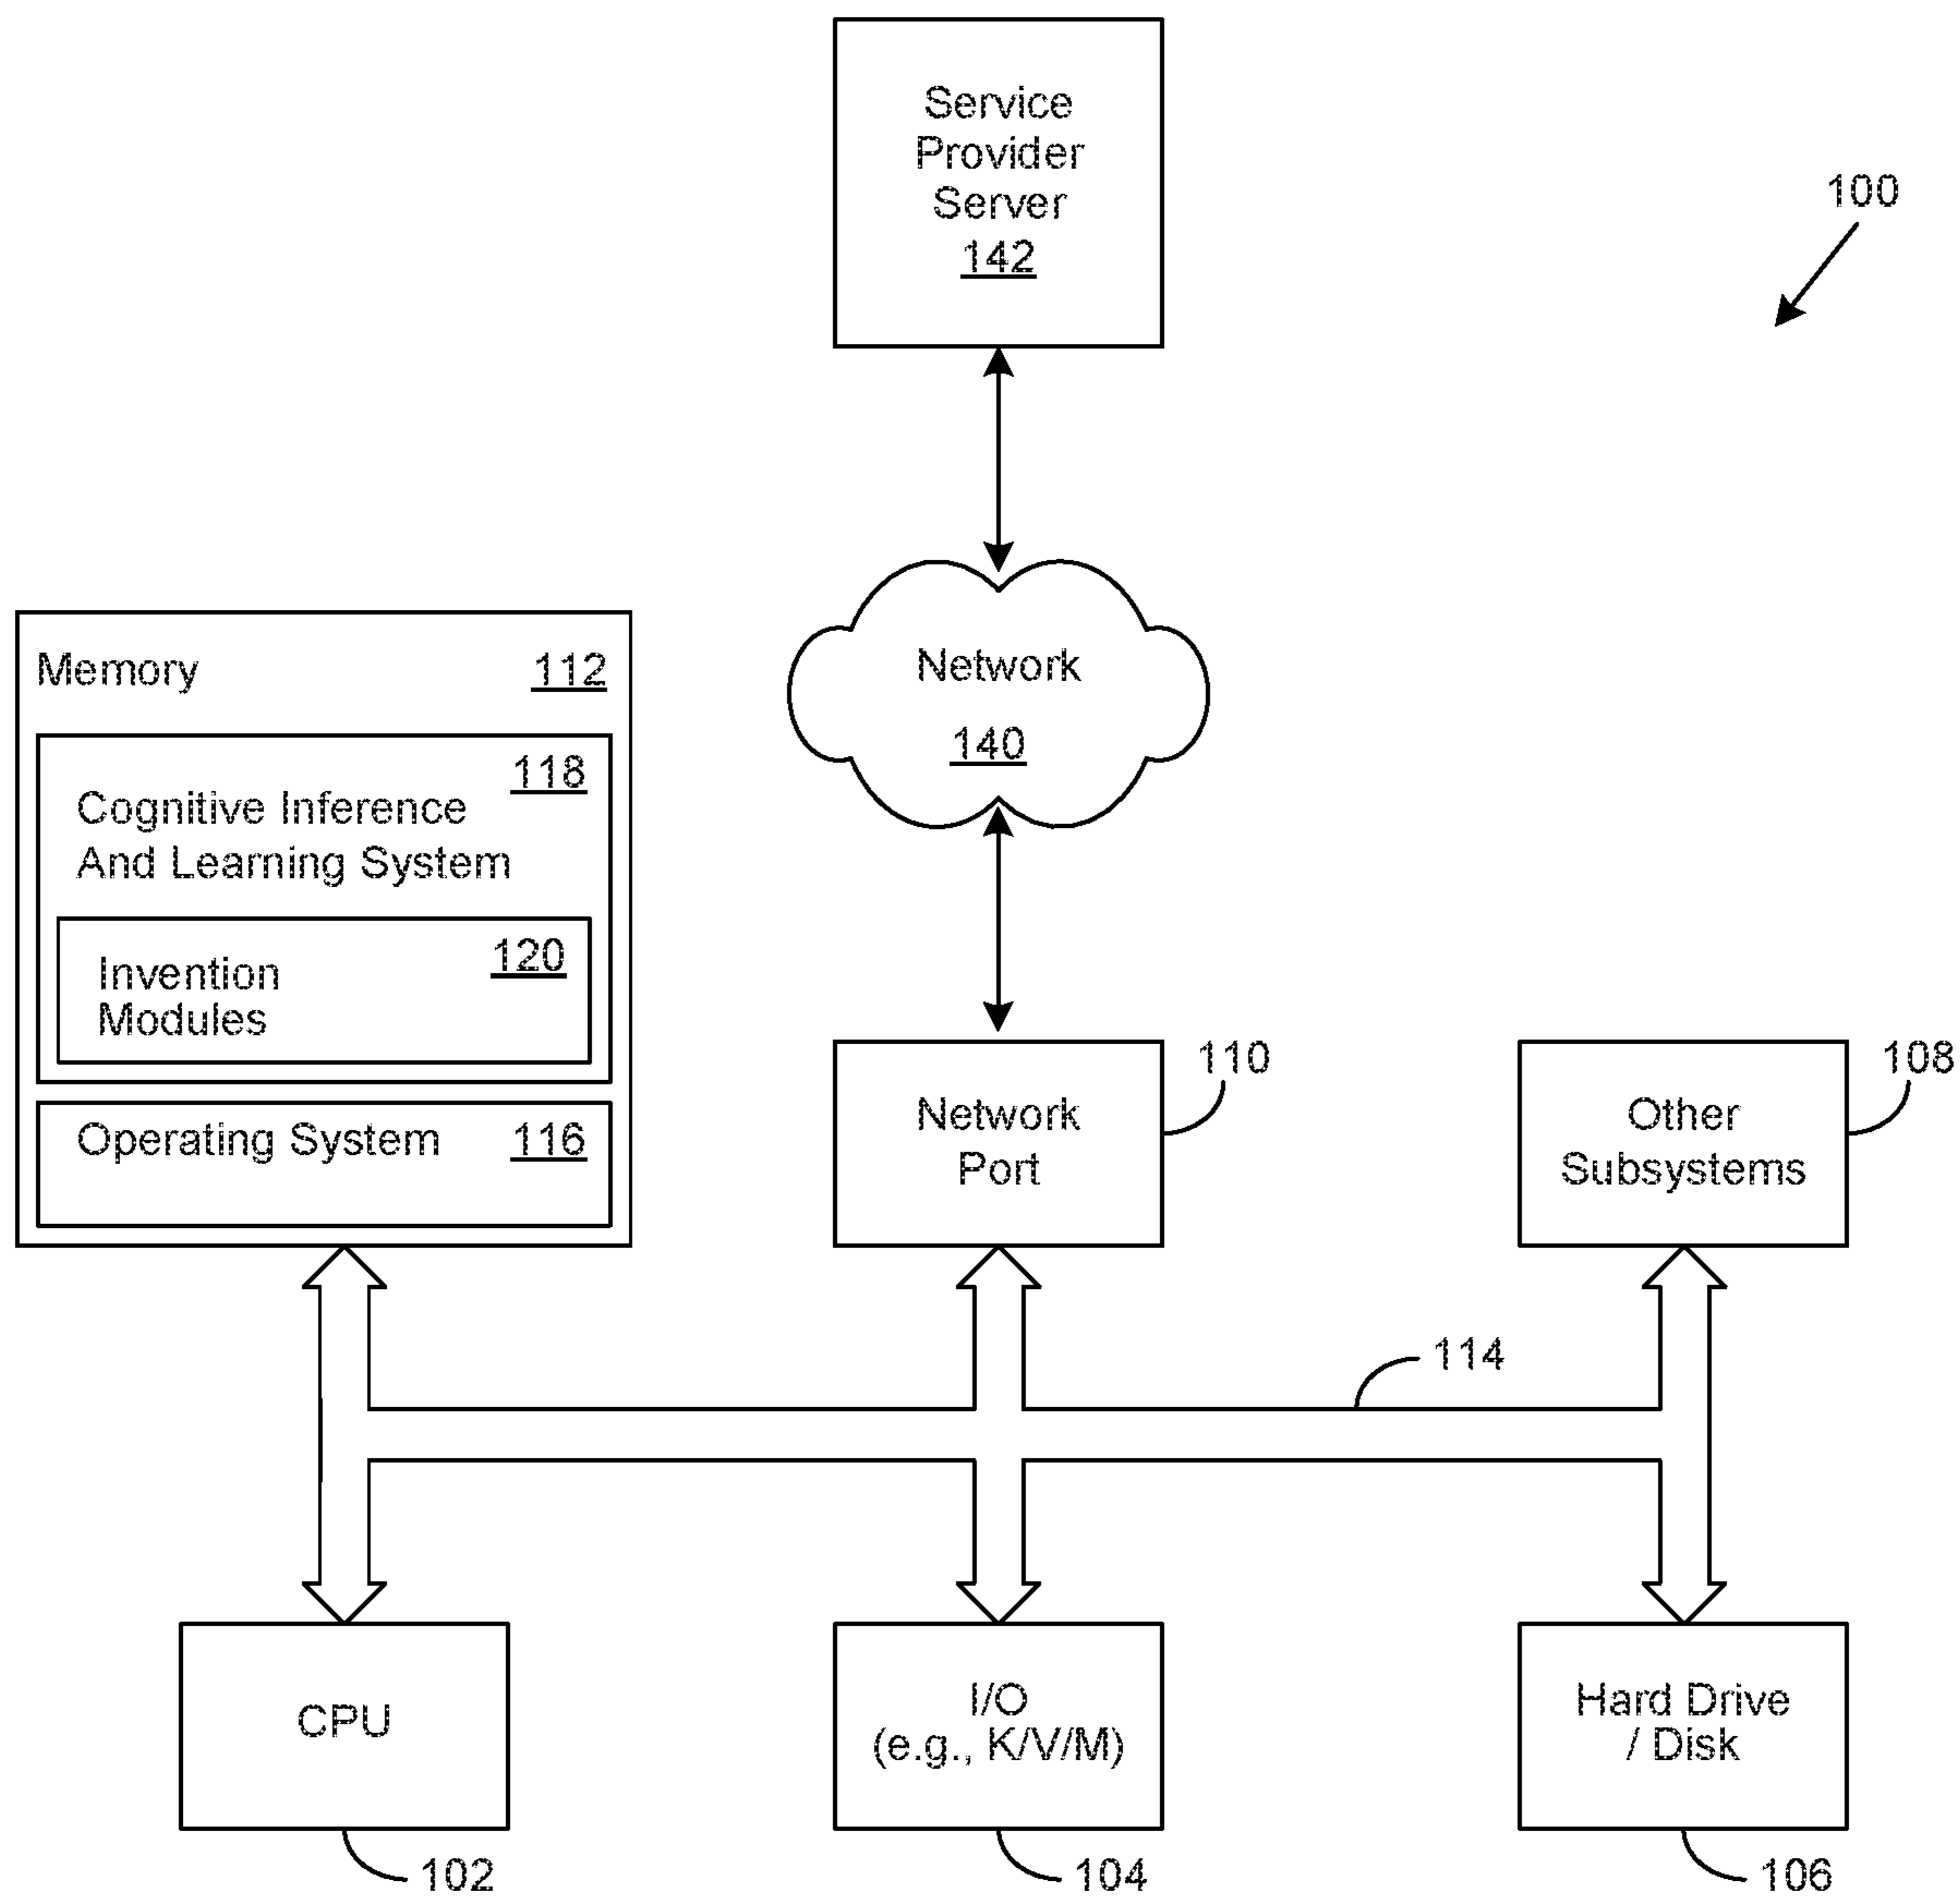 Service
Provider
Server
142
100
Memory 112
118
Cognitive Inference
And Learning System
120
Invention
Modules
Operating System 116
Network
140
Network
Port
110
Other
Subsystems
108
114
CPU
102
I/O
(e.g., K/V/M)
104
Hard Drive
/ Disk
106